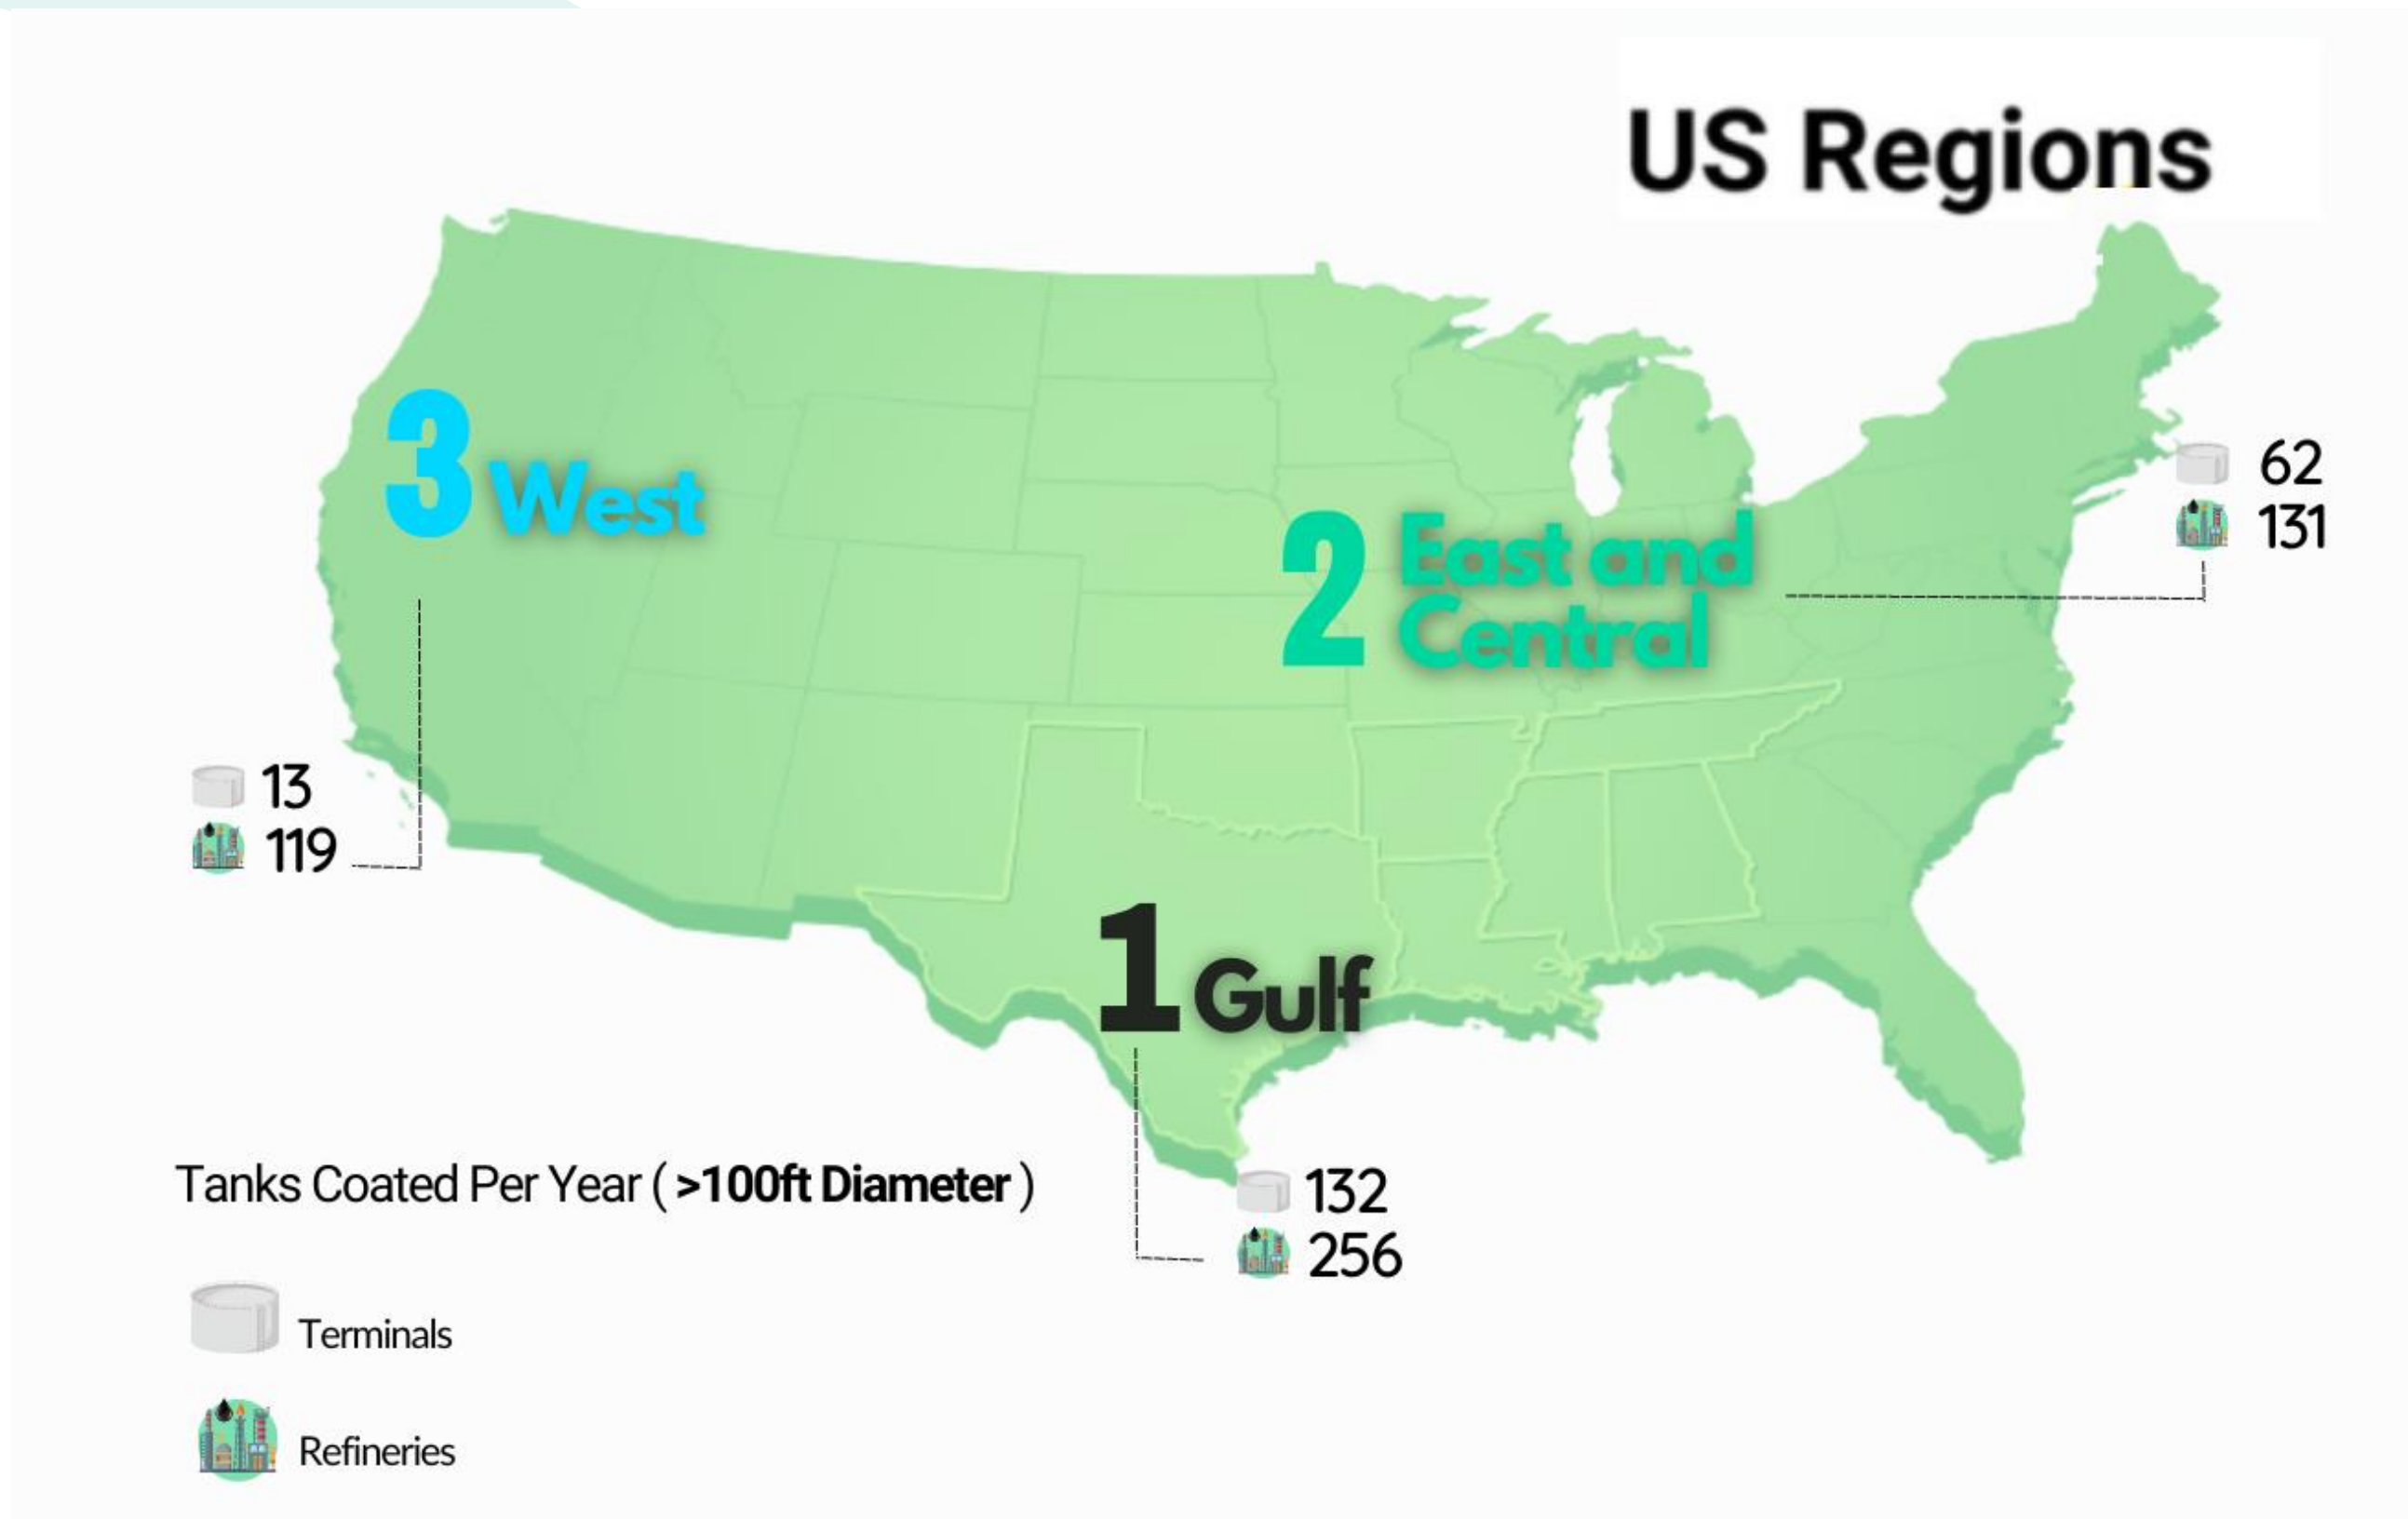 US Regions
3 West
62
131
2 East and
Central
13
119
1 Gulf
Tanks Coated Per Year ( >100ft Diameter )
132
256
Terminals
Refineries